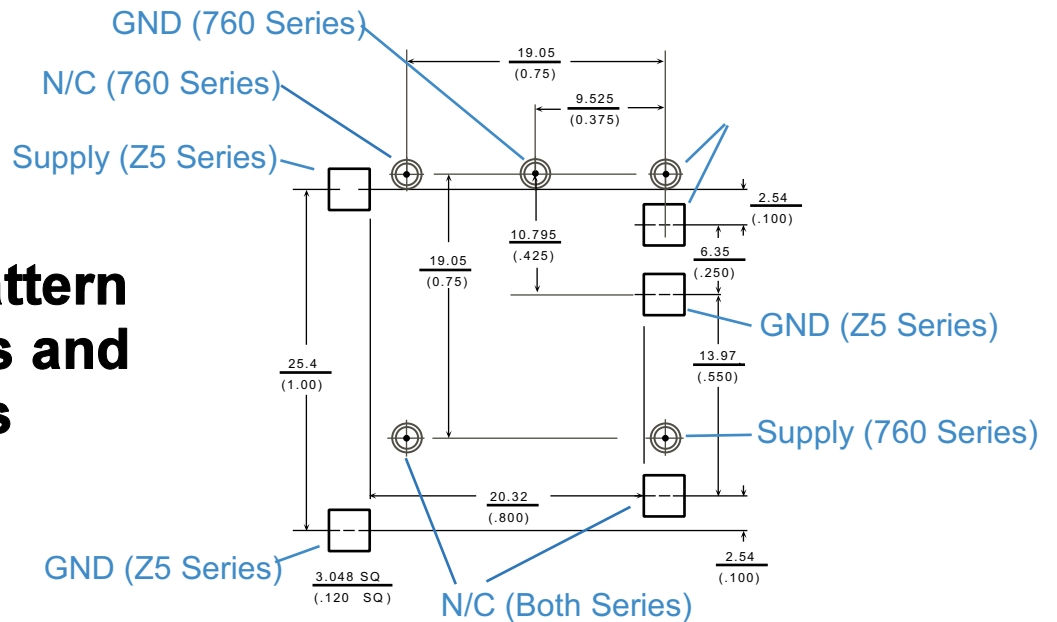 GND (760 Series)
N/C (760 Series)
Supply (Z5 Series)
19.05
(0.75)
9.525
(0.375)
2.54
(.100)
10.795
(.425)
6.35
(.250)
19.05
(0.75)
GND (Z5 Series)
ttern
s and
s
25.4
(1.00)
13.97
(.550)
Supply (760 Series)
20.32
(.800)
2.54
(.100)
GND (Z5 Series)
3.048 SQ
(.120 SQ)
N/C (Both Series)